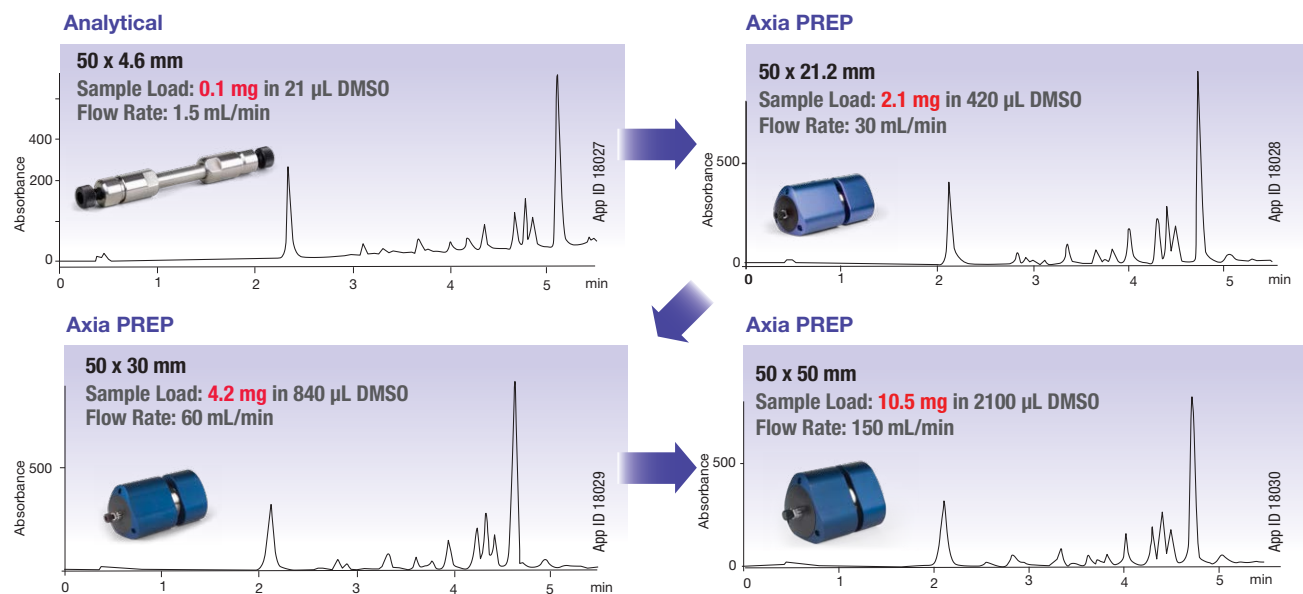 Analytical
50 x 4.6 mm
Sample Load: 0.1 mg in 21 µL DMSO
Flow Rate: 1.5 mL/min
Absorbance
400
200
0
0 1 2 3 4 5 min
App ID 18027
Axia PREP
50 x 21.2 mm
Sample Load: 2.1 mg in 420 µL DMSO
Flow Rate: 30 mL/min
Absorbance
500
0
0 1 2 3 4 5 min
App ID 18028
Axia PREP
50 x 30 mm
Sample Load: 4.2 mg in 840 µL DMSO
Flow Rate: 60 mL/min
Absorbance
500
0
0 1 2 3 4 5 min
App ID 18029
Axia PREP
50 x 50 mm
Sample Load: 10.5 mg in 2100 µL DMSO
Flow Rate: 150 mL/min
Absorbance
500
0
0 1 2 3 4 5 min
App ID 18030